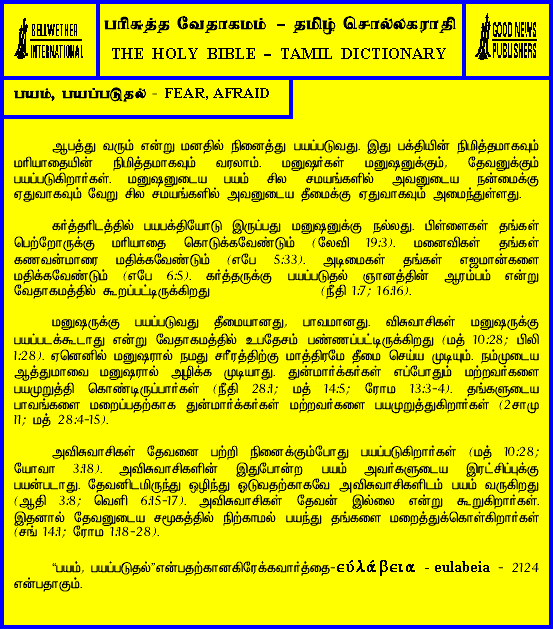 BELLWETHER
INTERNATIONAL
பரிசுத்த வேதாகமம் – தமிழ் சொல்லகராதி
THE HOLY BIBLE – TAMIL DICTIONARY
GOOD NEWS
PUBLISHERS
பயம், பயப்படுதல் - FEAR, AFRAID
ஆபத்து வரும் என்று மனதில் நினைத்து பயப்படுவது. இது பக்தியின் நிமித்தமாகவும்
மரியாதையின் நிமித்தமாகவும் வரலாம். மனுஷர்கள் மனுஷனுக்கும், தேவனுக்கும்
பயப்படுகிறார்கள். மனுஷனுடைய பயம் சில சமயங்களில் அவனுடைய நன்மைக்கு
ஏதுவாகவும் வேறு சில சமயங்களில் அவனுடைய தீமைக்கு ஏதுவாகவும் அமைந்துள்ளது.
கர்த்தரிடத்தில் பயபக்தியோடு இருப்பது மனுஷனுக்கு நல்லது. பிள்ளைகள் தங்கள்
பெற்றோருக்கு மரியாதை கொடுக்கவேண்டும் (லேவி 19:3). மனைவிகள் தங்கள்
கணவன்மாரை மதிக்கவேண்டும் (எபே 5:33). அடிமைகள் தங்கள் எஜமான்களை
மதிக்கவேண்டும் (எபே 6:5). கர்த்தருக்கு பயப்படுதல் ஞானத்தின் ஆரம்பம் என்று
வேதாகமத்தில் கூறப்பட்டிருக்கிறது (நீதி 1:7; 16:16).
மனுஷருக்கு பயப்படுவது தீமையானது, பாவமானது. விசுவாசிகள் மனுஷருக்கு
பயப்படக்கூடாது என்று வேதாகமத்தில் உபதேசம் பண்ணப்பட்டிருக்கிறது (மத் 10:28; பிலி
1:28). ஏனெனில் மனுஷரால் நமது சரீரத்திற்கு மாத்திரமே தீமை செய்ய முடியும். நம்முடைய
ஆத்துமாவை மனுஷரால் அழிக்க முடியாது. துன்மார்க்கர்கள் எப்போதும் மற்றவர்களை
பயமுறுத்தி கொண்டிருப்பார்கள் (நீதி 28:1; மத் 14:5; ரோம 13:3-4). தங்களுடைய
பாவங்களை மறைப்பதற்காக துன்மார்க்கர்கள் மற்றவர்களை பயமுறுத்துகிறார்கள் (2சாமு
11; மத் 28:4-15).
அவிசுவாசிகள் தேவனை பற்றி நினைக்கும்போது பயப்படுகிறார்கள் (மத் 10:28;
யோவா 3:18). அவிசுவாசிகளின் இதுபோன்ற பயம் அவர்களுடைய இரட்சிப்புக்கு
பயன்படாது. தேவனிடமிருந்து ஒழிந்து ஓடுவதற்காகவே அவிசுவாசிகளிடம் பயம் வருகிறது
(ஆதி 3:8; வெளி 6:15-17). அவிசுவாசிகள் தேவன் இல்லை என்று கூறுகிறார்கள்.
இதனால் தேவனுடைய சமூகத்தில் நிற்காமல் பயந்து தங்களை மறைத்துக்கொள்கிறார்கள்
(சங் 14:1; ரோம 1:18-28).
“பயம், பயப்படுதல்”என்பதற்கானகிரேக்கவார்த்தை-εὐλάβεια - eulabeia - 2124
என்பதாகும்.